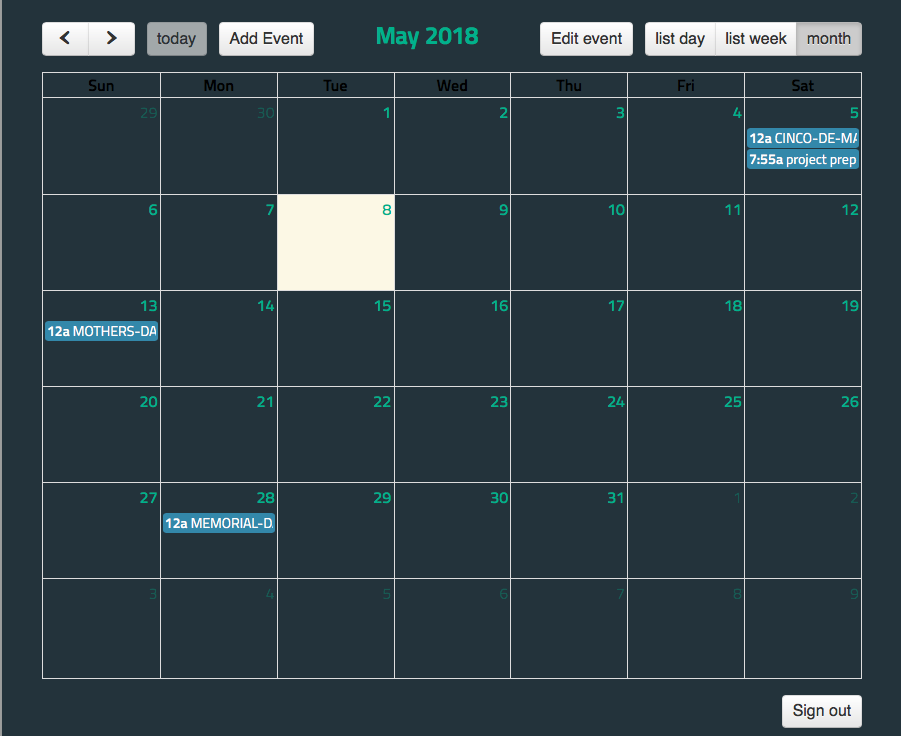 today Add Event May 2018 Edit event list day list week month
Sun Mon Tue Wed Thu Fri Sat
29 30 1 2 3 4 5
12a CINCO-DE-MA
7:55a project prep
6 7 8 9 10 11 12
13 14 15 16 17 18 19
12a MOTHERS-DA
20 21 22 23 24 25 26
27 28 29 30 31 1 2
12a MEMORIAL-D
3 4 5 6 7 8 9
Sign out